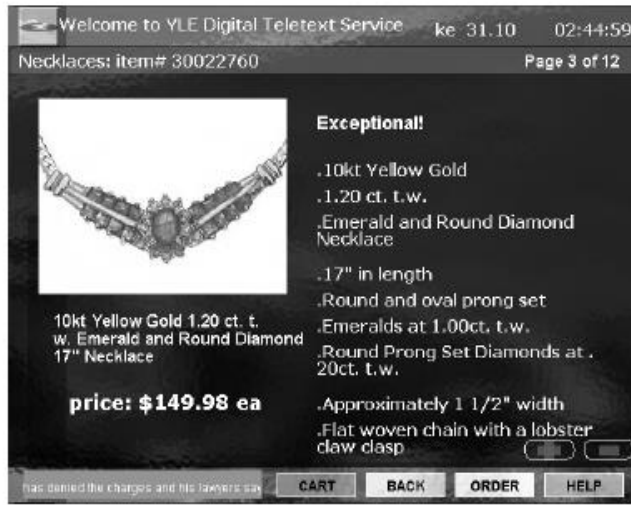 Welcome to YLE Digital Teletext Service
ke 31.10
02:44:59
Necklaces: item# 30022760
Page 3 of 12
Exceptional!
.10kt Yellow Gold
.1.20 ct. t.w.
.Emerald and Round Diamond
Necklace
.17" in length
.Round and oval prong set
.Emeralds at 1.00ct. t.w.
.Round Prong Set Diamonds at .
20ct. t.w.
.Approximately 1 1/2" width
.Flat woven chain with a lobster
claw clasp
10kt Yellow Gold 1.20 ct. t.
w. Emerald and Round Diamond
17" Necklace
price: $149.98 ea
has denied the charges and his lawyers say
CART
BACK
ORDER
HELP